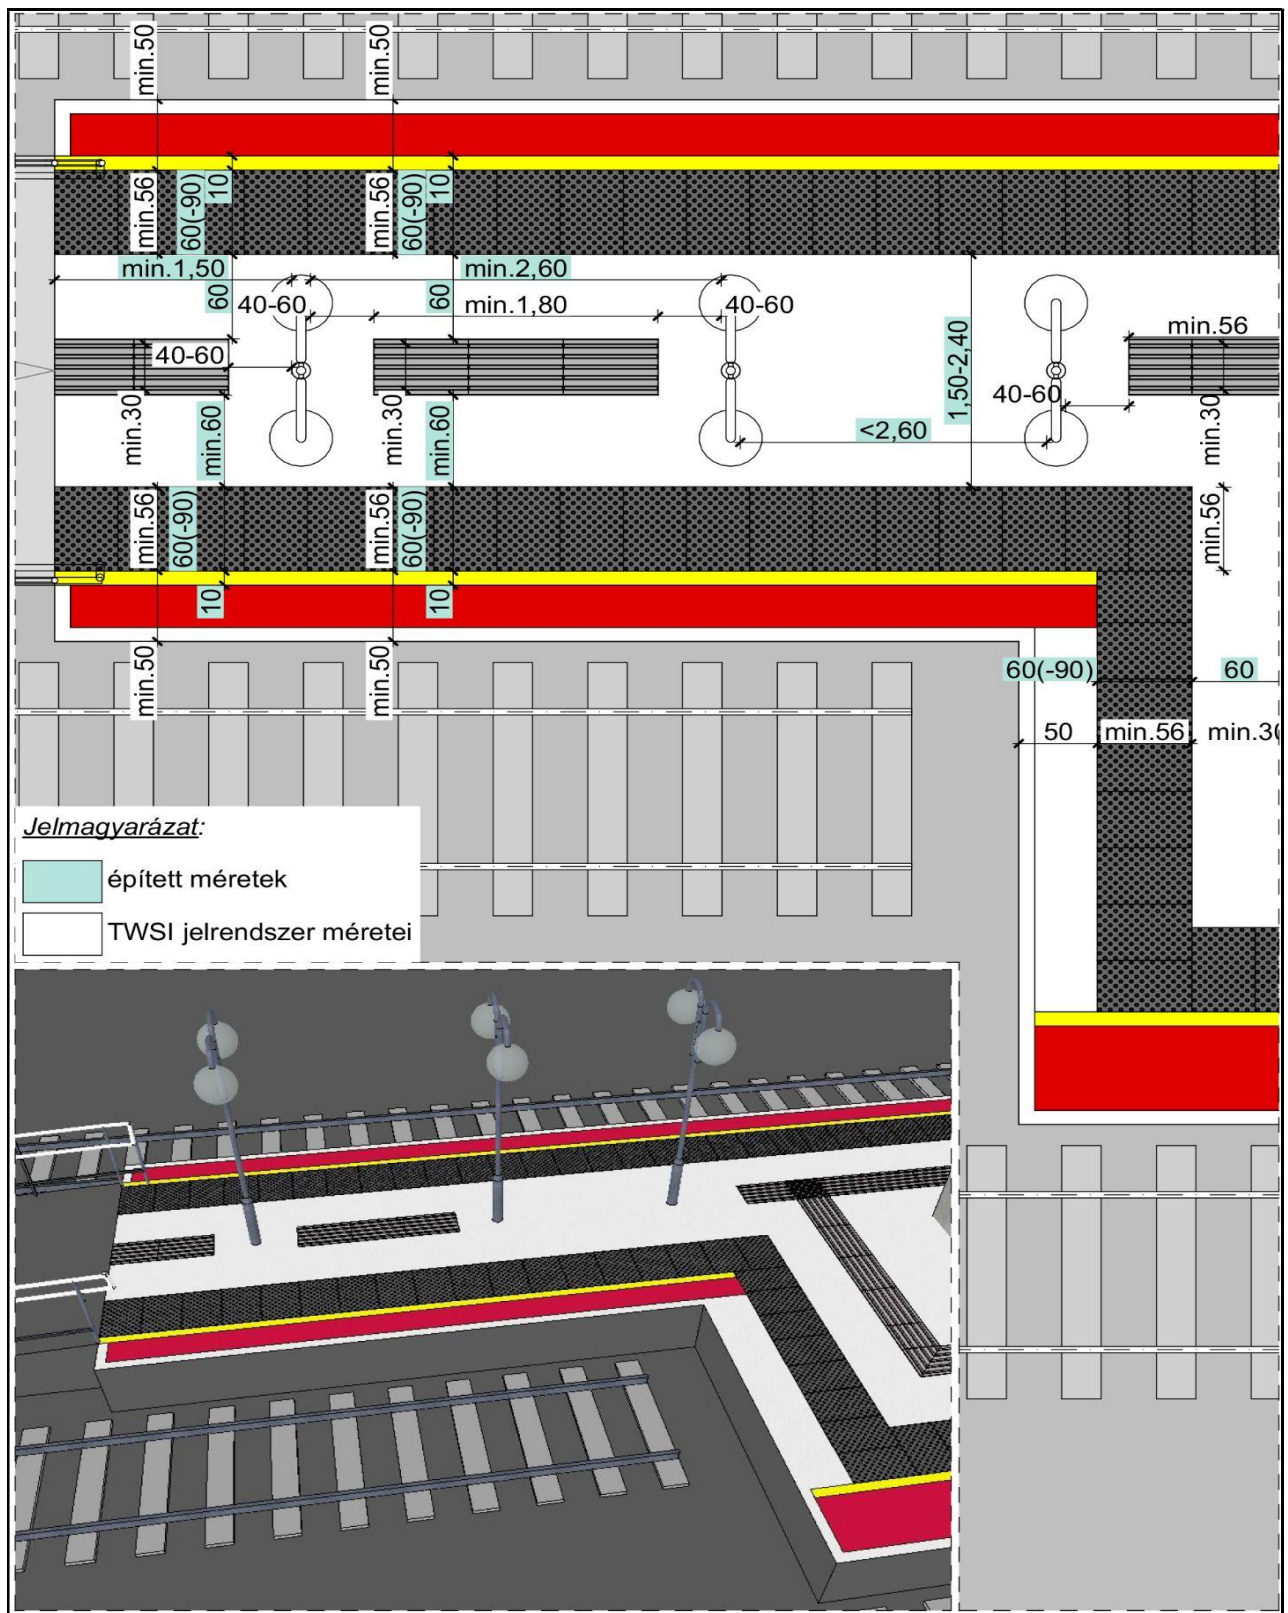 min.50
min.50
min.56
60(-90)
10
min.56
60(-90)
10
min.1,50
min.2,60
40-60
60
60
min.1,80
40-60
min.56
40-60
1,50-2,40
40-60
min.30
min.60
min.30
min.60
<2,60
min.30
min.56
60(-90)
min.56
60(-90)
min.56
10
10
min.50
min.50
60(-90)
60
50
min.56
min.30
Jelmagyarázat:
épített méretek
TWSI jelrendszer méretei